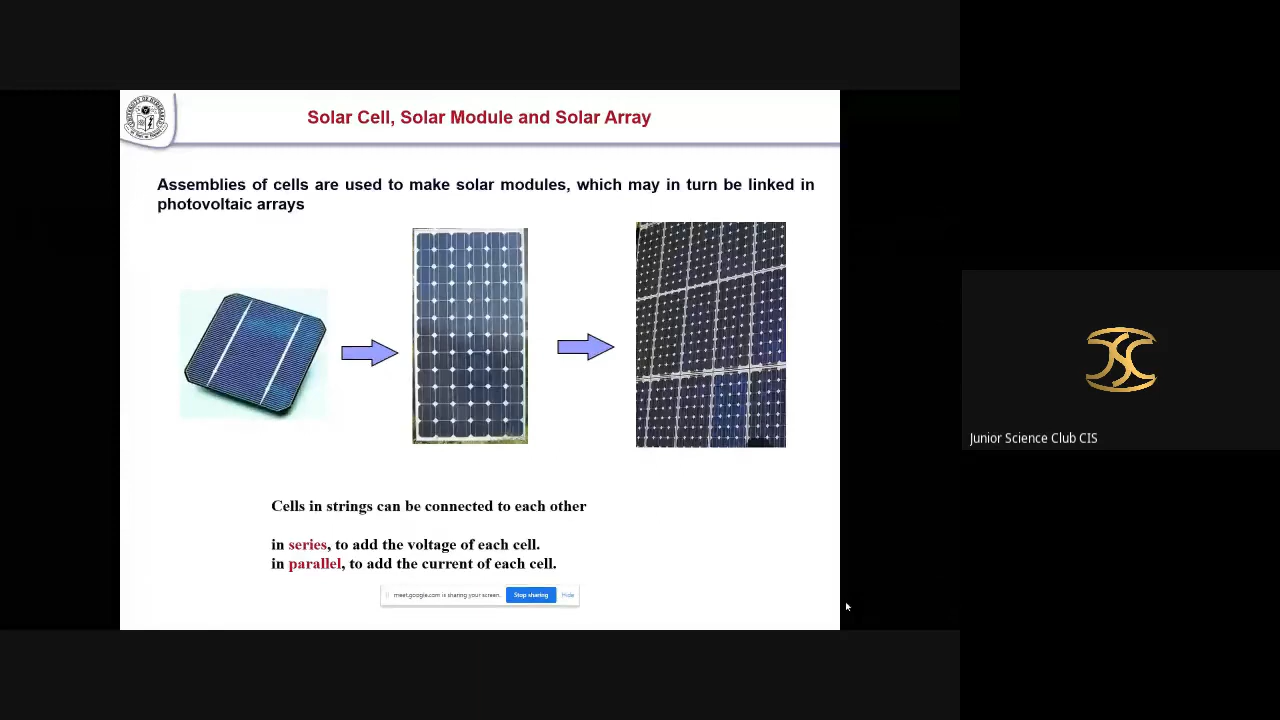 Solar Cell, Solar Module and Solar Array
Assemblies of cells are used to make solar modules, which may in turn be linked in
photovoltaic arrays
Cells in strings can be connected to each other
in series, to add the voltage of each cell.
in parallel, to add the current of each cell.
meet.google.com is sharing your screen.
Stop sharing
Hide
Junior Science Club CIS